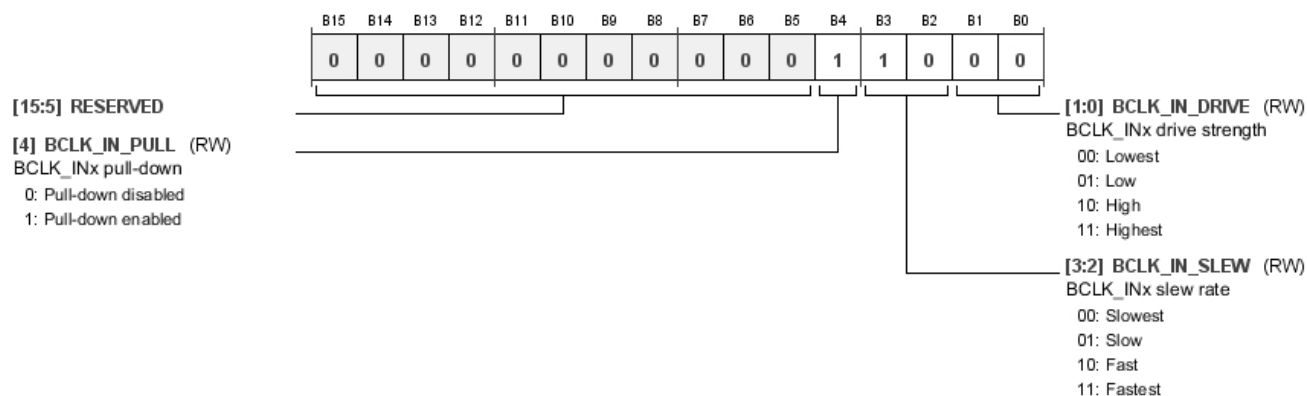 B15 B14 B13 B12 B11 B10 B9 B8 B7 B6 B5 B4 B3 B2 B1 B0
0 0 0 0 0 0 0 0 0 0 0 1 1 0 0 0
[15:5] RESERVED
[4] BCLK_IN_PULL (RW)
BCLK_INx pull-down
0: Pull-down disabled
1: Pull-down enabled
[1:0] BCLK_IN_DRIVE (RW)
BCLK_INx drive strength
00: Lowest
01: Low
10: High
11: Highest
[3:2] BCLK_IN_SLEW (RW)
BCLK_INx slew rate
00: Slowest
01: Slow
10: Fast
11: Fastest